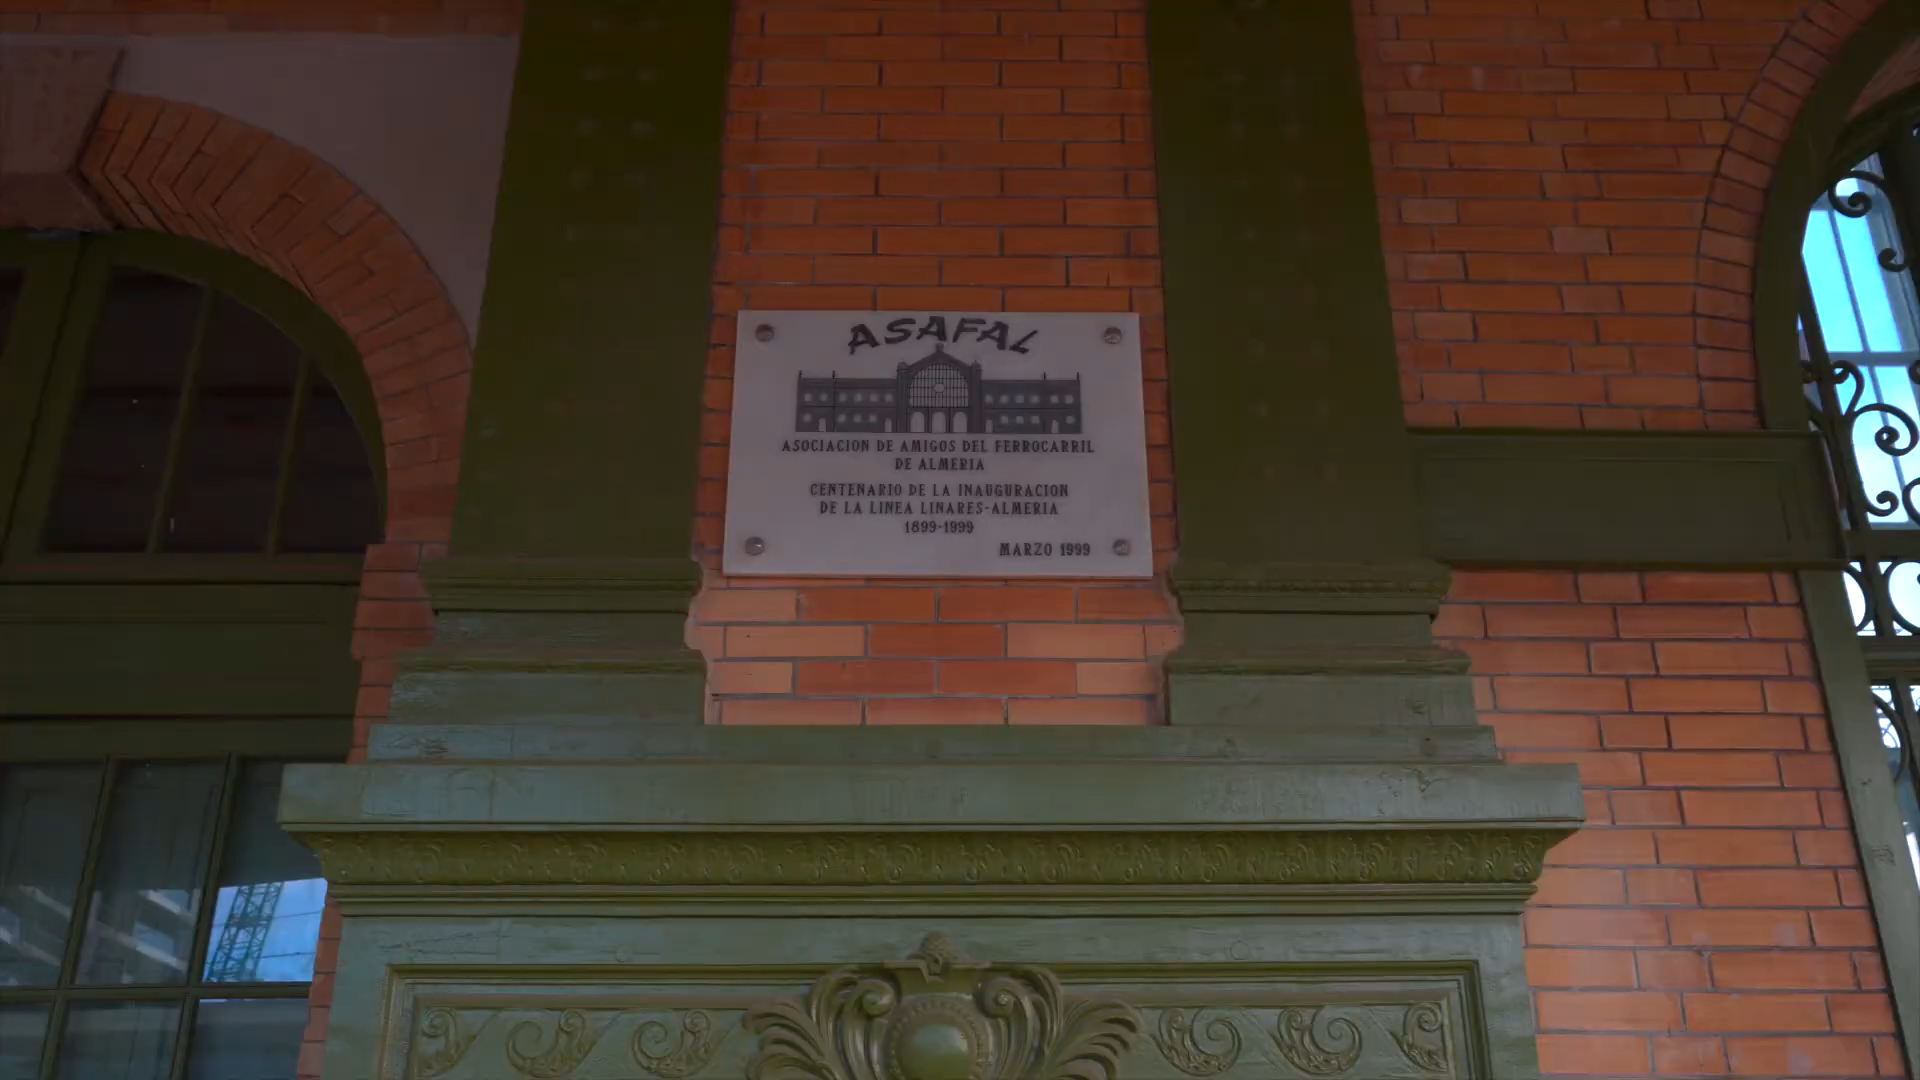 ASAFAL
ASOCIACION DE AMIGOS DEL FERROCARRIL
DE ALMERIA
CENTENARIO DE LA INAUGURACION
DE LA LINEA LINARES-ALMERIA
1899-1999
MARZO 1999